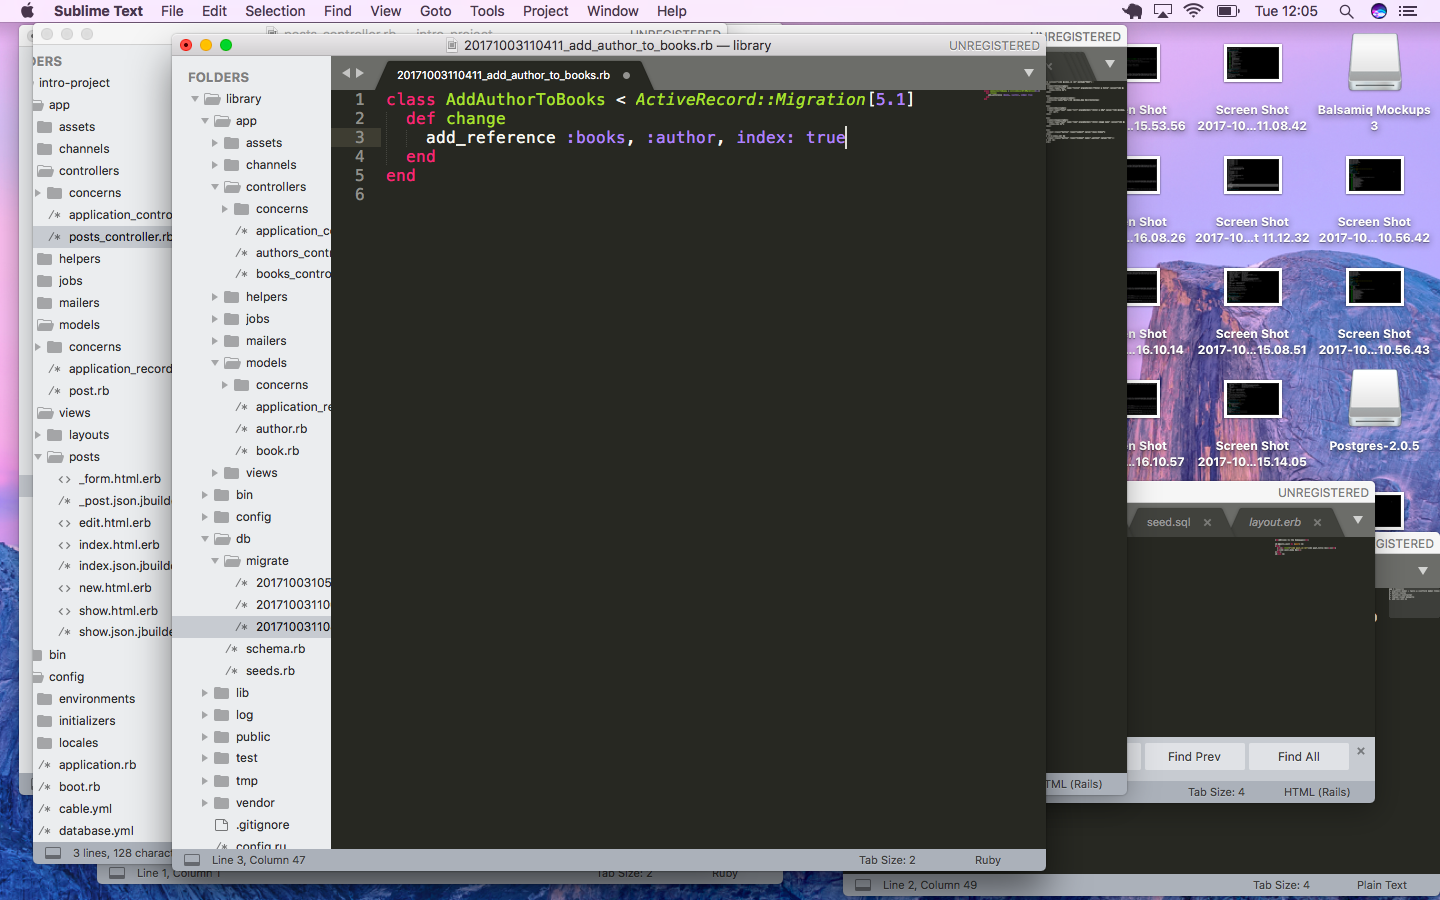 Sublime Text File Edit Selection Find View Goto Tools Project Window Help Tue 12:05
20171003110411_add_author_to_books.rb — library UNREGISTERED
FOLDERS
library
app
assets
channels
controllers
concerns
application_c
authors_cont
books_contro
helpers
jobs
mailers
models
concerns
application_re
author.rb
book.rb
views
bin
config
db
migrate
20171003105
20171003110
20171003110
schema.rb
seeds.rb
lib
log
public
test
tmp
vendor
.gitignore
config.ru
20171003110411_add_author_to_books.rb
1 class AddAuthorToBooks < ActiveRecord::Migration[5.1]
2 def change
3 add_reference :books, :author, index: true
4 end
5 end
6
Line 3, Column 47 Tab Size: 2 Ruby
DERS
intro-project
app
assets
channels
controllers
concerns
application_contro
posts_controller.rb
helpers
jobs
mailers
models
concerns
application_record
post.rb
views
layouts
posts
_form.html.erb
_post.json.jbuilde
edit.html.erb
index.html.erb
index.json.jbuilde
new.html.erb
show.html.erb
show.json.jbuilde
bin
config
environments
initializers
locales
application.rb
boot.rb
cable.yml
database.yml
3 lines, 128 charact
Line 1, Column 1 Tab Size: 2 Ruby
UNREGISTERED
TML (Rails)
n Shot
...15.53.56
Screen Shot
2017-10...11.08.42
Balsamiq Mockups
3
n Shot
...16.08.26
Screen Shot
2017-10...t 11.12.32
Screen Shot
2017-10...10.56.42
n Shot
...16.10.14
Screen Shot
2017-10...15.08.51
Screen Shot
2017-10...10.56.43
n Shot
...16.10.57
Screen Shot
2017-10...15.14.05
Postgres-2.0.5
UNREGISTERED
seed.sql layout.erb
Find Prev Find All
Tab Size: 4 HTML (Rails)
GISTERED
Line 2, Column 49 Tab Size: 4 Plain Text